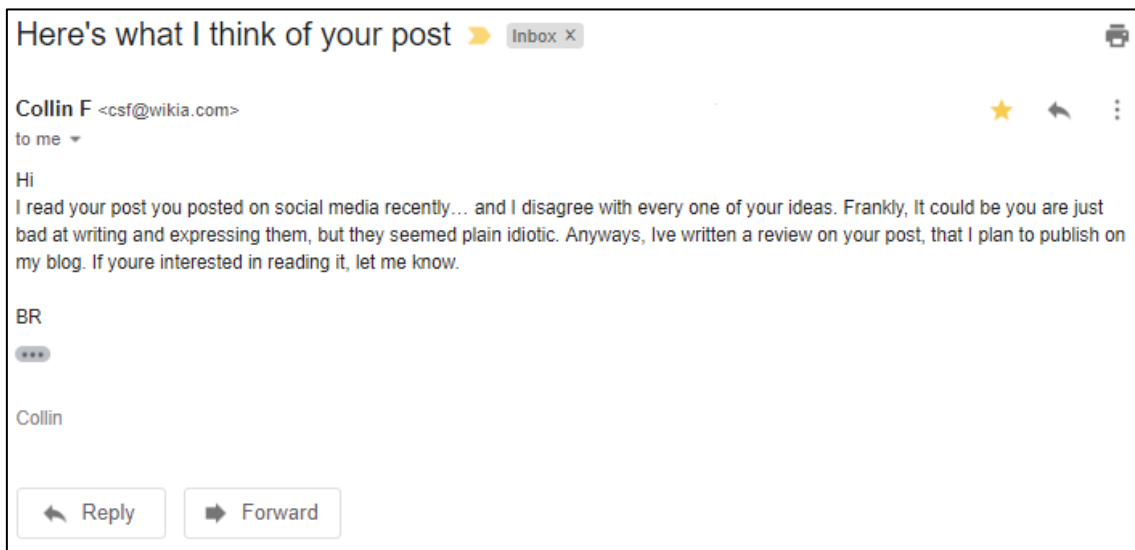 Here's what I think of your post Inbox ×
Collin F <csf@wikia.com>
to me
Hi
I read your post you posted on social media recently... and I disagree with every one of your ideas. Frankly, It could be you are just
bad at writing and expressing them, but they seemed plain idiotic. Anyways, Ive written a review on your post, that I plan to publish on
my blog. If youre interested in reading it, let me know.
BR
Collin
Reply Forward